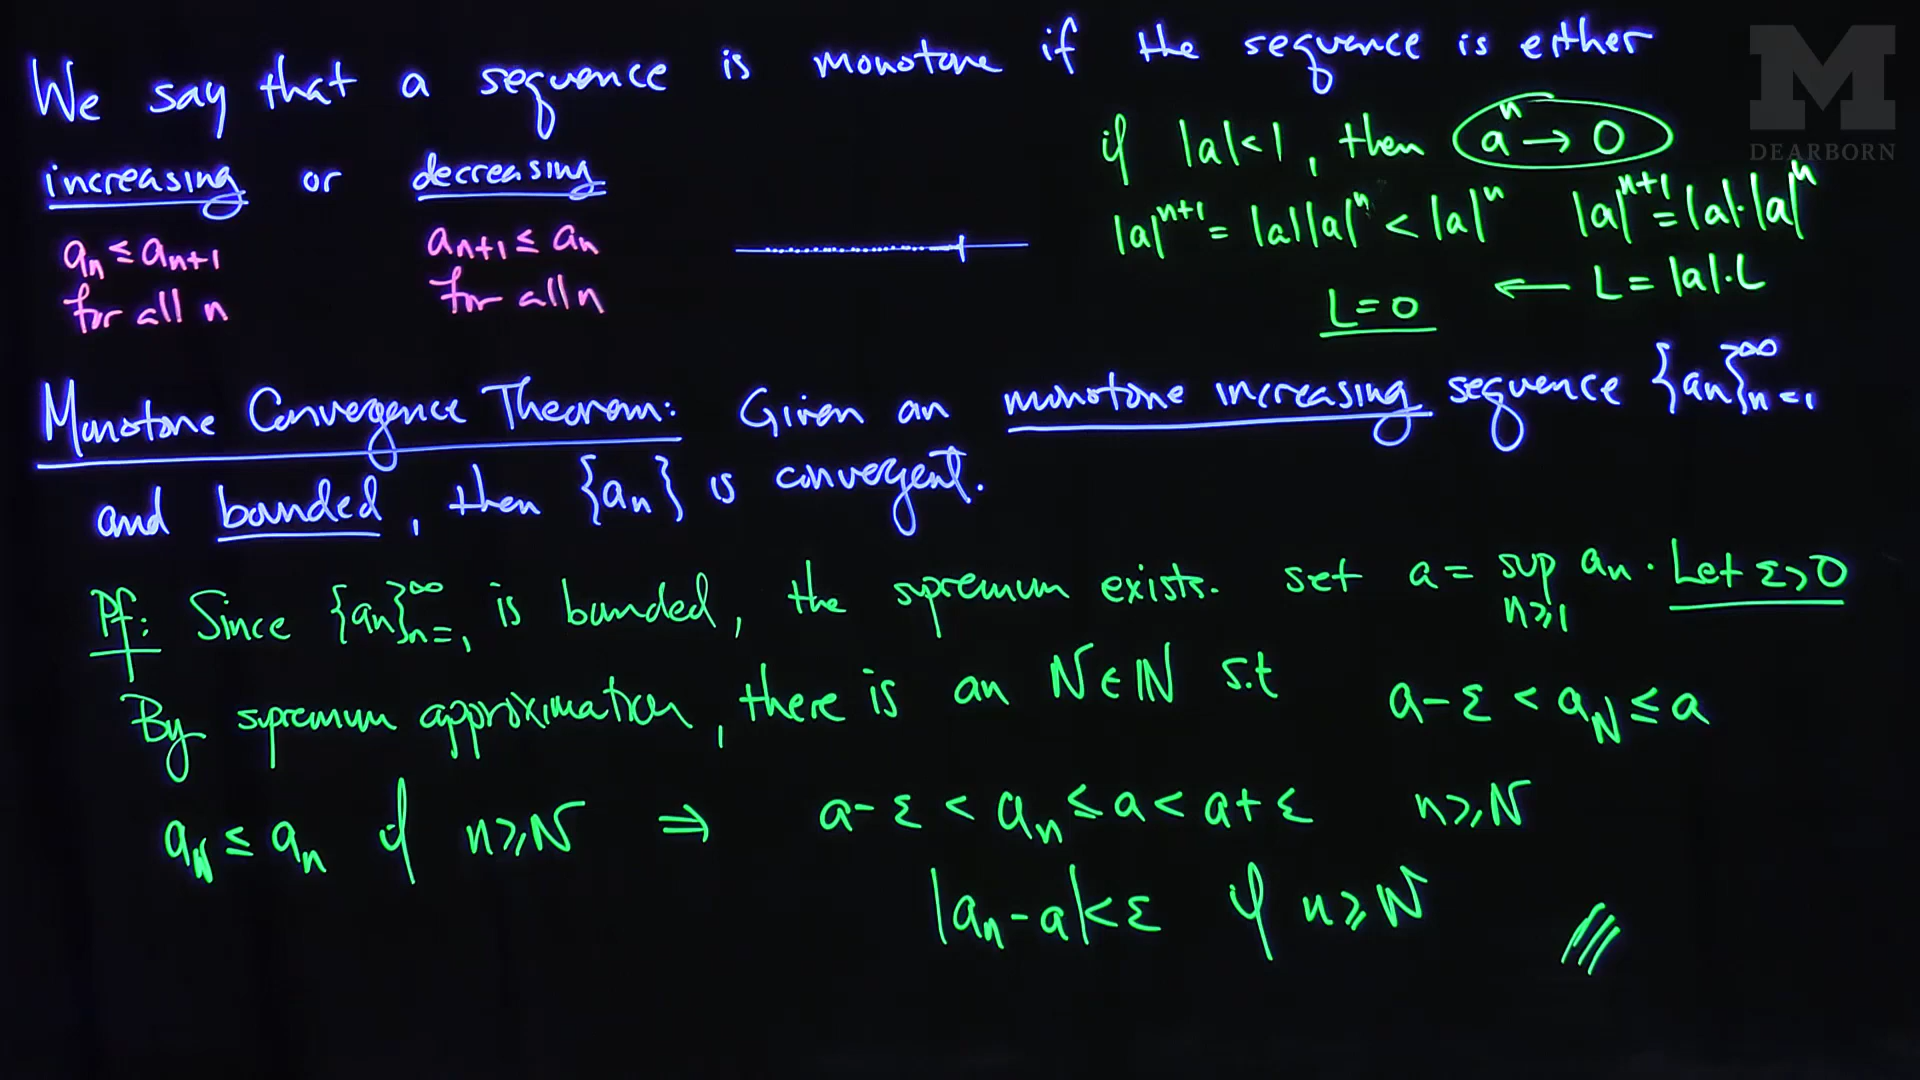 We say that a sequence is monotone if the sequence is either
increasing or decreasing
aₙ ≤ aₙ₊₁
for all n
aₙ₊₁ ≤ aₙ
for all n
if |a|<1, then aⁿ → 0
|a|ⁿ⁺¹ = |a||a|ⁿ < |a|ⁿ
|a|ⁿ⁺¹ = |a|·|a|ⁿ
L=0 ← L = |a|·L
M
DEARBORN
Monotone Convergence Theorem: Given an monotone increasing sequence {aₙ}ₙ₌₁^∞
and bounded, then {aₙ} is convergent.
Pf: Since {aₙ}ₙ₌₁^∞ is bounded, the supremum exists. set a = sup aₙ. Let ε>0
n≥1
By supremum approximation, there is an N ∈ ℕ s.t a-ε < a_N ≤ a
a_N ≤ aₙ if n≥N ⇒ a-ε < aₙ ≤ a < a+ε n≥N
|aₙ-a|<ε if n≥N ///